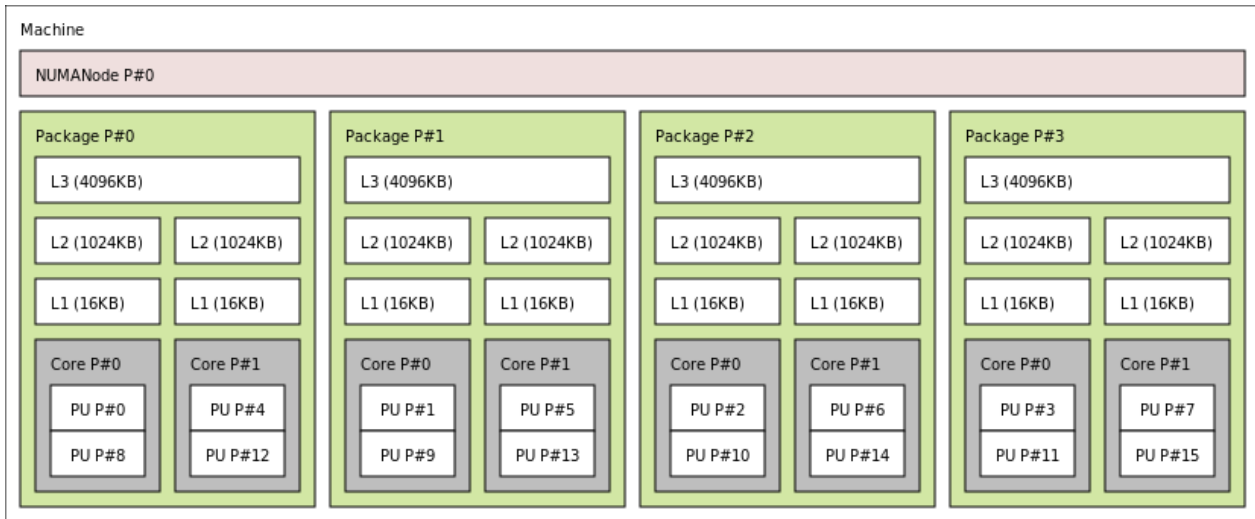 Machine
NUMANode P#0
Package P#0
L3 (4096KB)
L2 (1024KB) L2 (1024KB)
L1 (16KB) L1 (16KB)
Core P#0 Core P#1
PU P#0 PU P#4
PU P#8 PU P#12
Package P#1
L3 (4096KB)
L2 (1024KB) L2 (1024KB)
L1 (16KB) L1 (16KB)
Core P#0 Core P#1
PU P#1 PU P#5
PU P#9 PU P#13
Package P#2
L3 (4096KB)
L2 (1024KB) L2 (1024KB)
L1 (16KB) L1 (16KB)
Core P#0 Core P#1
PU P#2 PU P#6
PU P#10 PU P#14
Package P#3
L3 (4096KB)
L2 (1024KB) L2 (1024KB)
L1 (16KB) L1 (16KB)
Core P#0 Core P#1
PU P#3 PU P#7
PU P#11 PU P#15